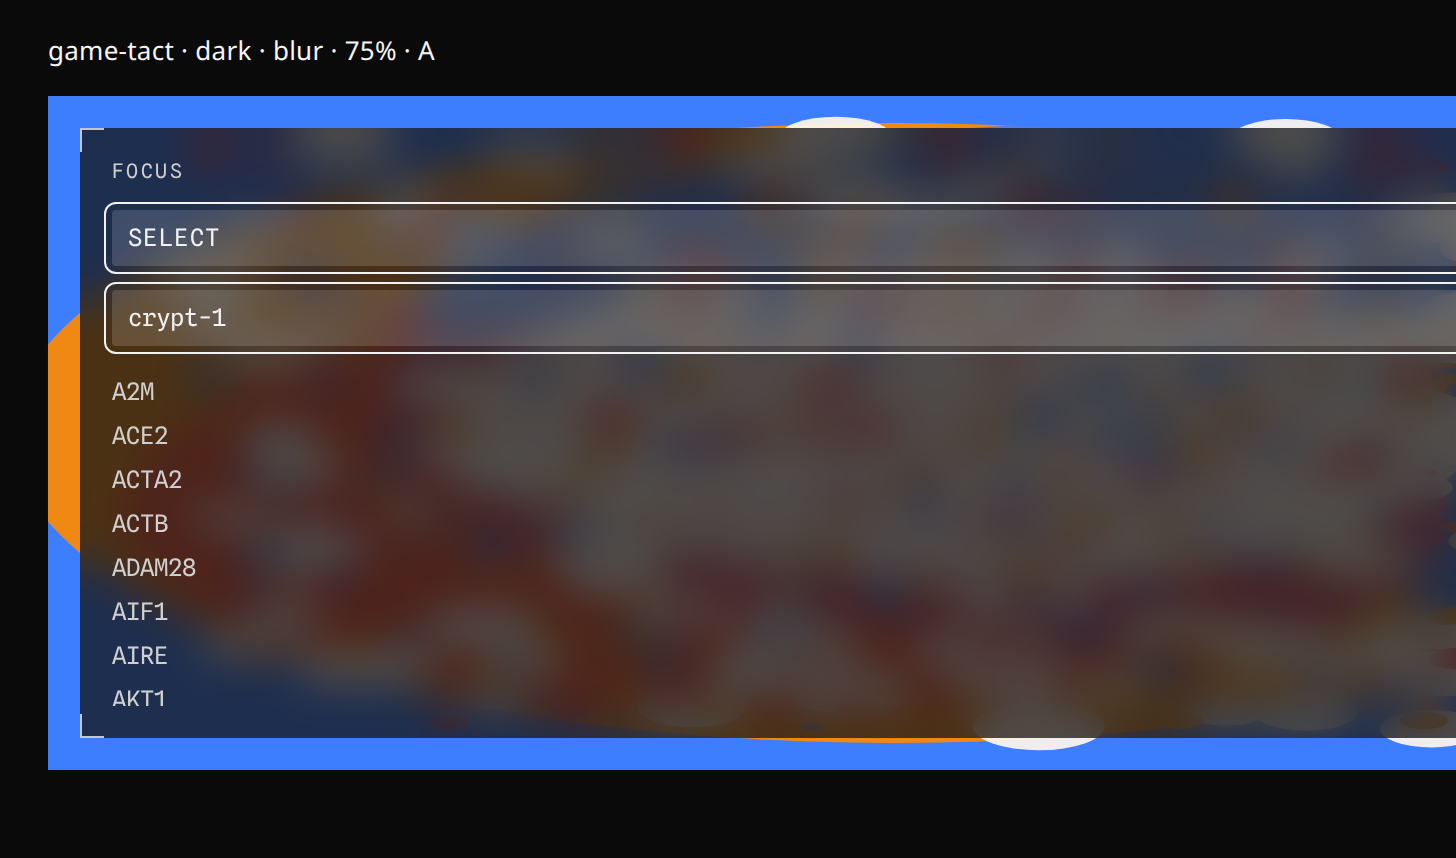 game-tact · dark · blur · 75% · A
FOCUS
SELECT
crypt-1
A2M
ACE2
ACTA2
ACTB
ADAM28
AIF1
AIRE
AKT1